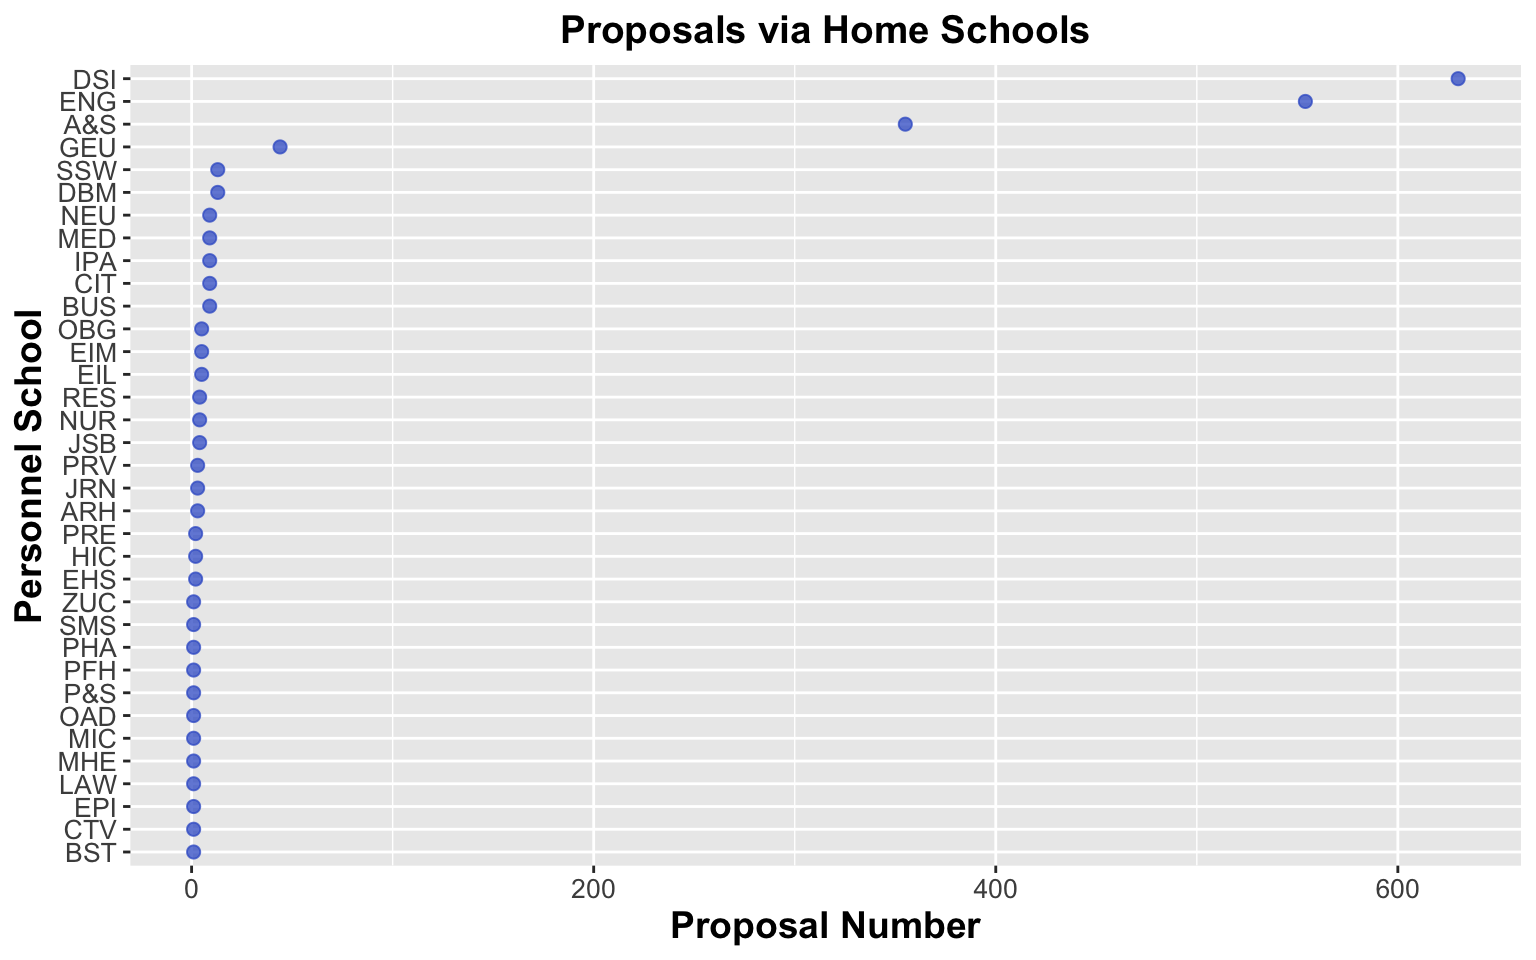 Proposals via Home Schools
Personnel School
DSI
ENG
A&S
GEU
SSW
DBM
NEU
MED
IPA
CIT
BUS
OBG
EIM
EIL
RES
NUR
JSB
PRV
JRN
ARH
PRE
HIC
EHS
ZUC
SMS
PHA
PFH
P&S
OAD
MIC
MHE
LAW
EPI
CTV
BST
0 200 400 600
Proposal Number